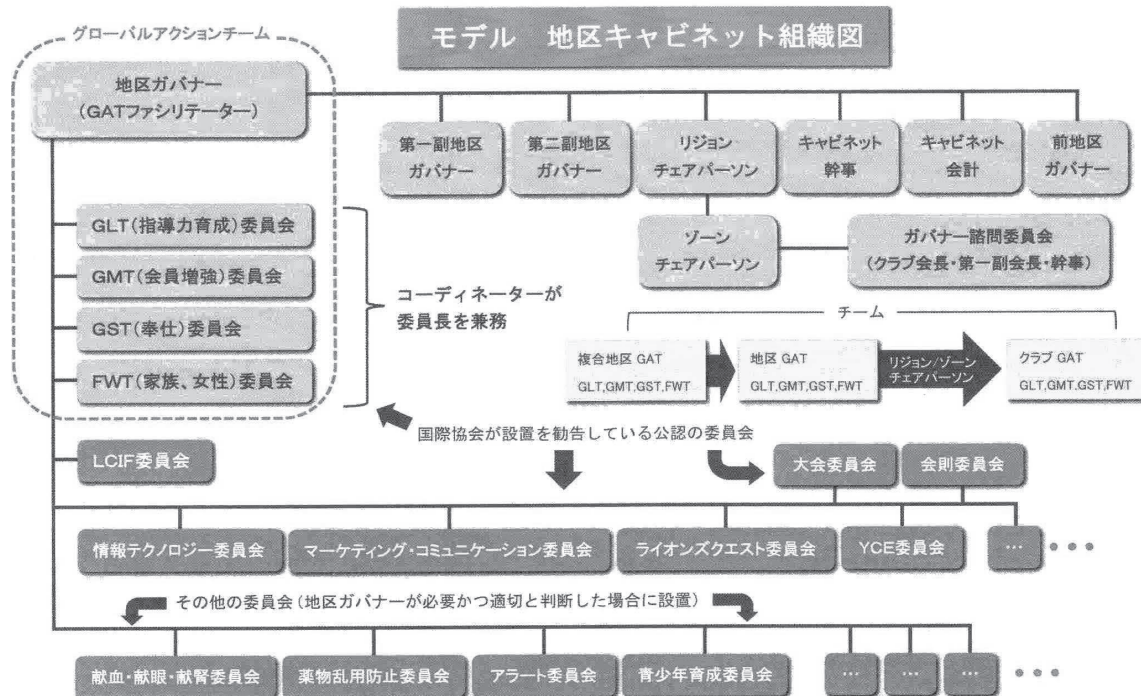 グローバルアクションチーム
モデル　地区キャビネット組織図
地区ガバナー
(GATファシリテーター)
第一副地区
ガバナー
第二副地区
ガバナー
リジョン
チェアパーソン
キャビネット
幹事
キャビネット
会計
前地区
ガバナー
ゾーン
チェアパーソン
ガバナー諮問委員会
(クラブ会長・第一副会長・幹事)
GLT(指導力育成)委員会
GMT(会員増強)委員会
GST(奉仕)委員会
FWT(家族、女性)委員会
コーディネーターが
委員長を兼務
チーム
複合地区 GAT
GLT,GMT,GST,FWT
地区 GAT
GLT,GMT,GST,FWT
リジョン/ゾーン
チェアパーソン
クラブ GAT
GLT,GMT,GST,FWT
国際協会が設置を勧告している公認の委員会
LCIF委員会
大会委員会
会則委員会
情報テクノロジー委員会
マーケティング・コミュニケーション委員会
ライオンズクエスト委員会
YCE委員会
…
・・・・
その他の委員会(地区ガバナーが必要かつ適切と判断した場合に設置)
献血・献眼・献腎委員会
薬物乱用防止委員会
アラート委員会
青少年育成委員会
…
…
…
・・・・